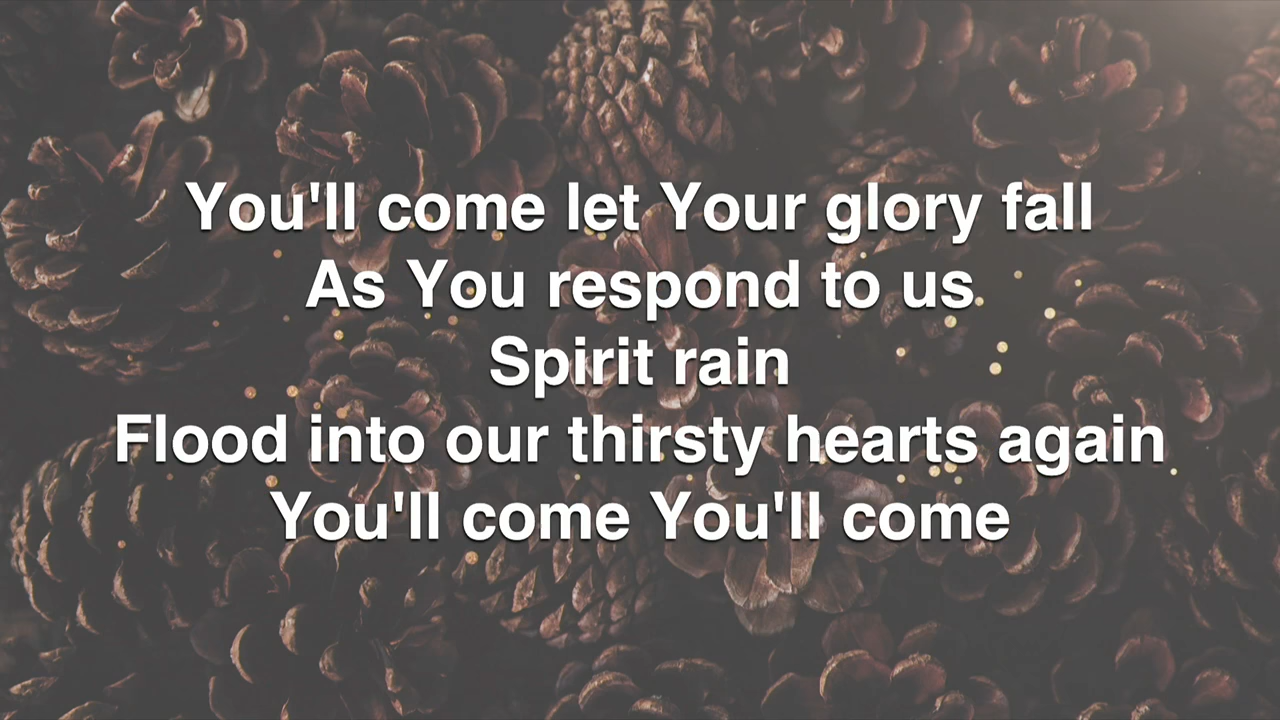 You'll come let Your glory fall
As You respond to us
Spirit rain
Flood into our thirsty hearts again
You'll come You'll come